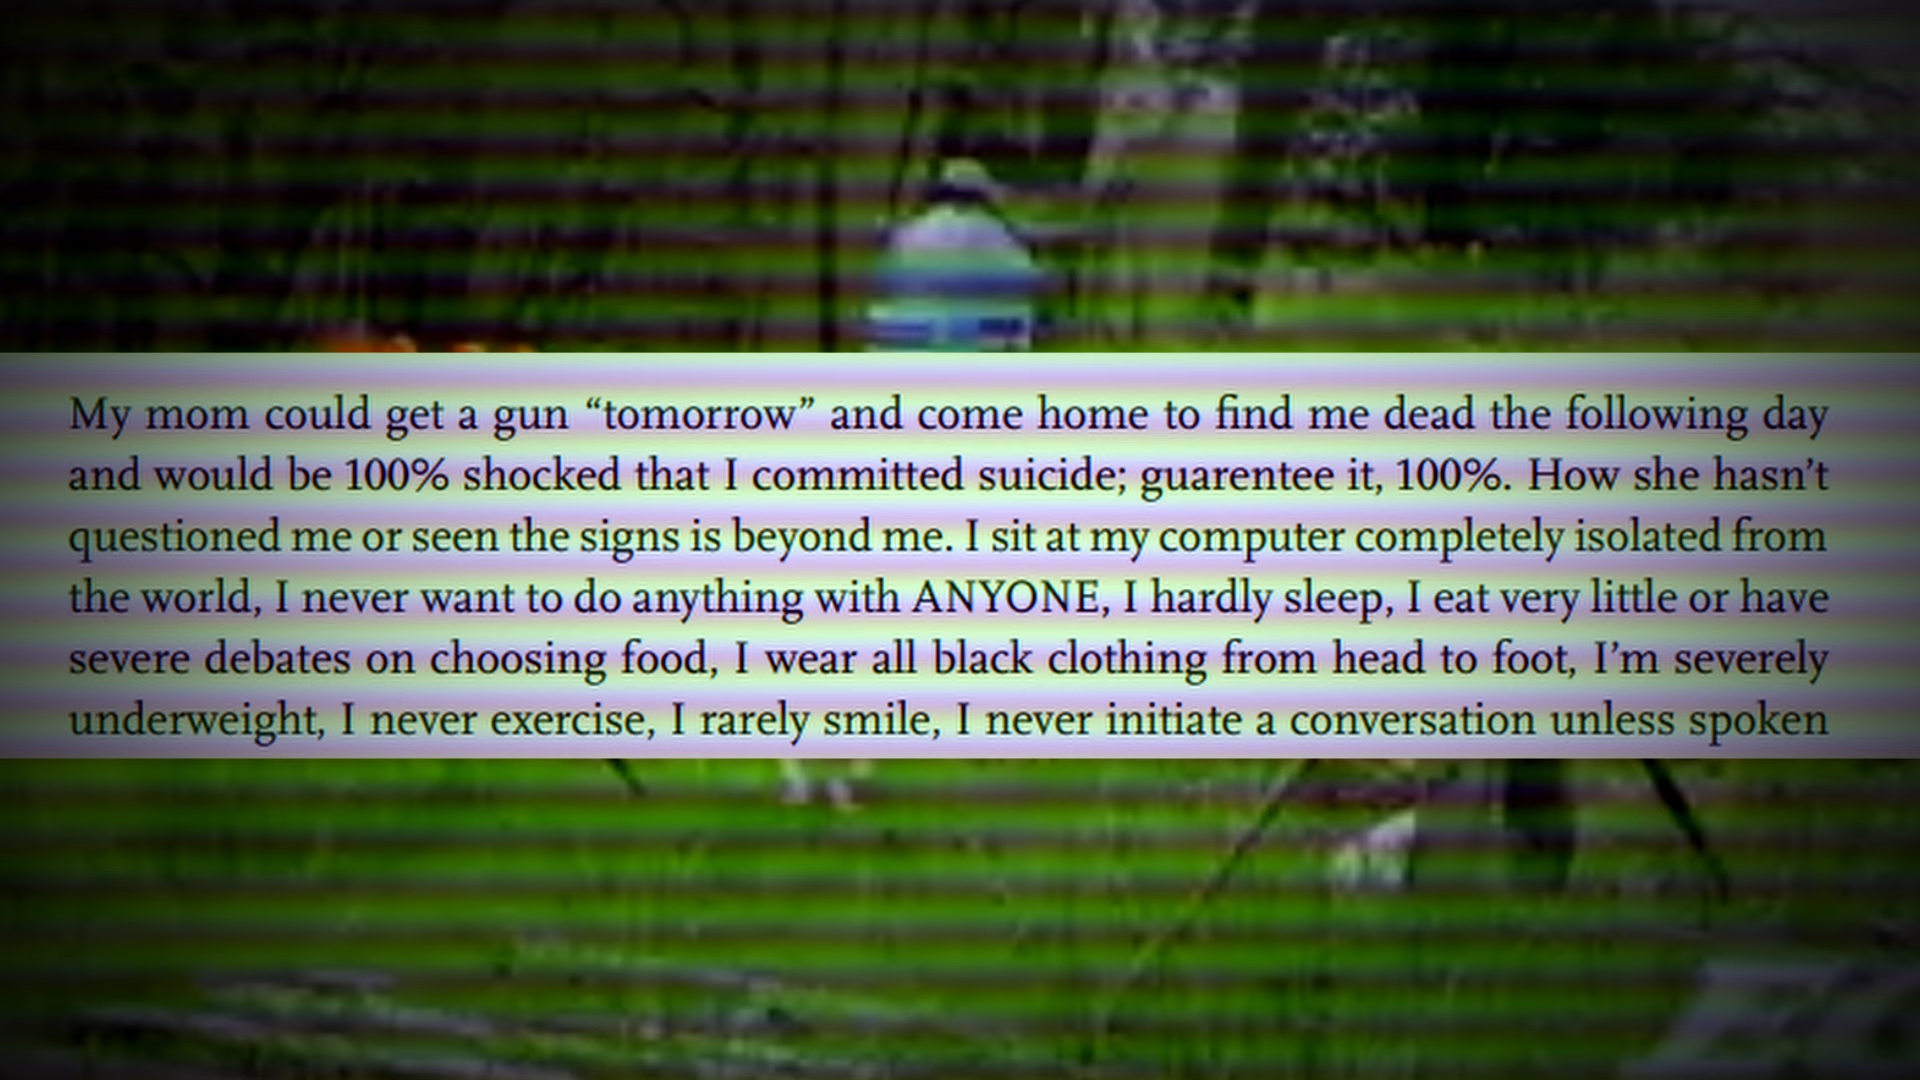 My mom could get a gun “tomorrow” and come home to find me dead the following day
and would be 100% shocked that I committed suicide; guarentee it, 100%. How she hasn’t
questioned me or seen the signs is beyond me. I sit at my computer completely isolated from
the world, I never want to do anything with ANYONE, I hardly sleep, I eat very little or have
severe debates on choosing food, I wear all black clothing from head to foot, I’m severely
underweight, I never exercise, I rarely smile, I never initiate a conversation unless spoken